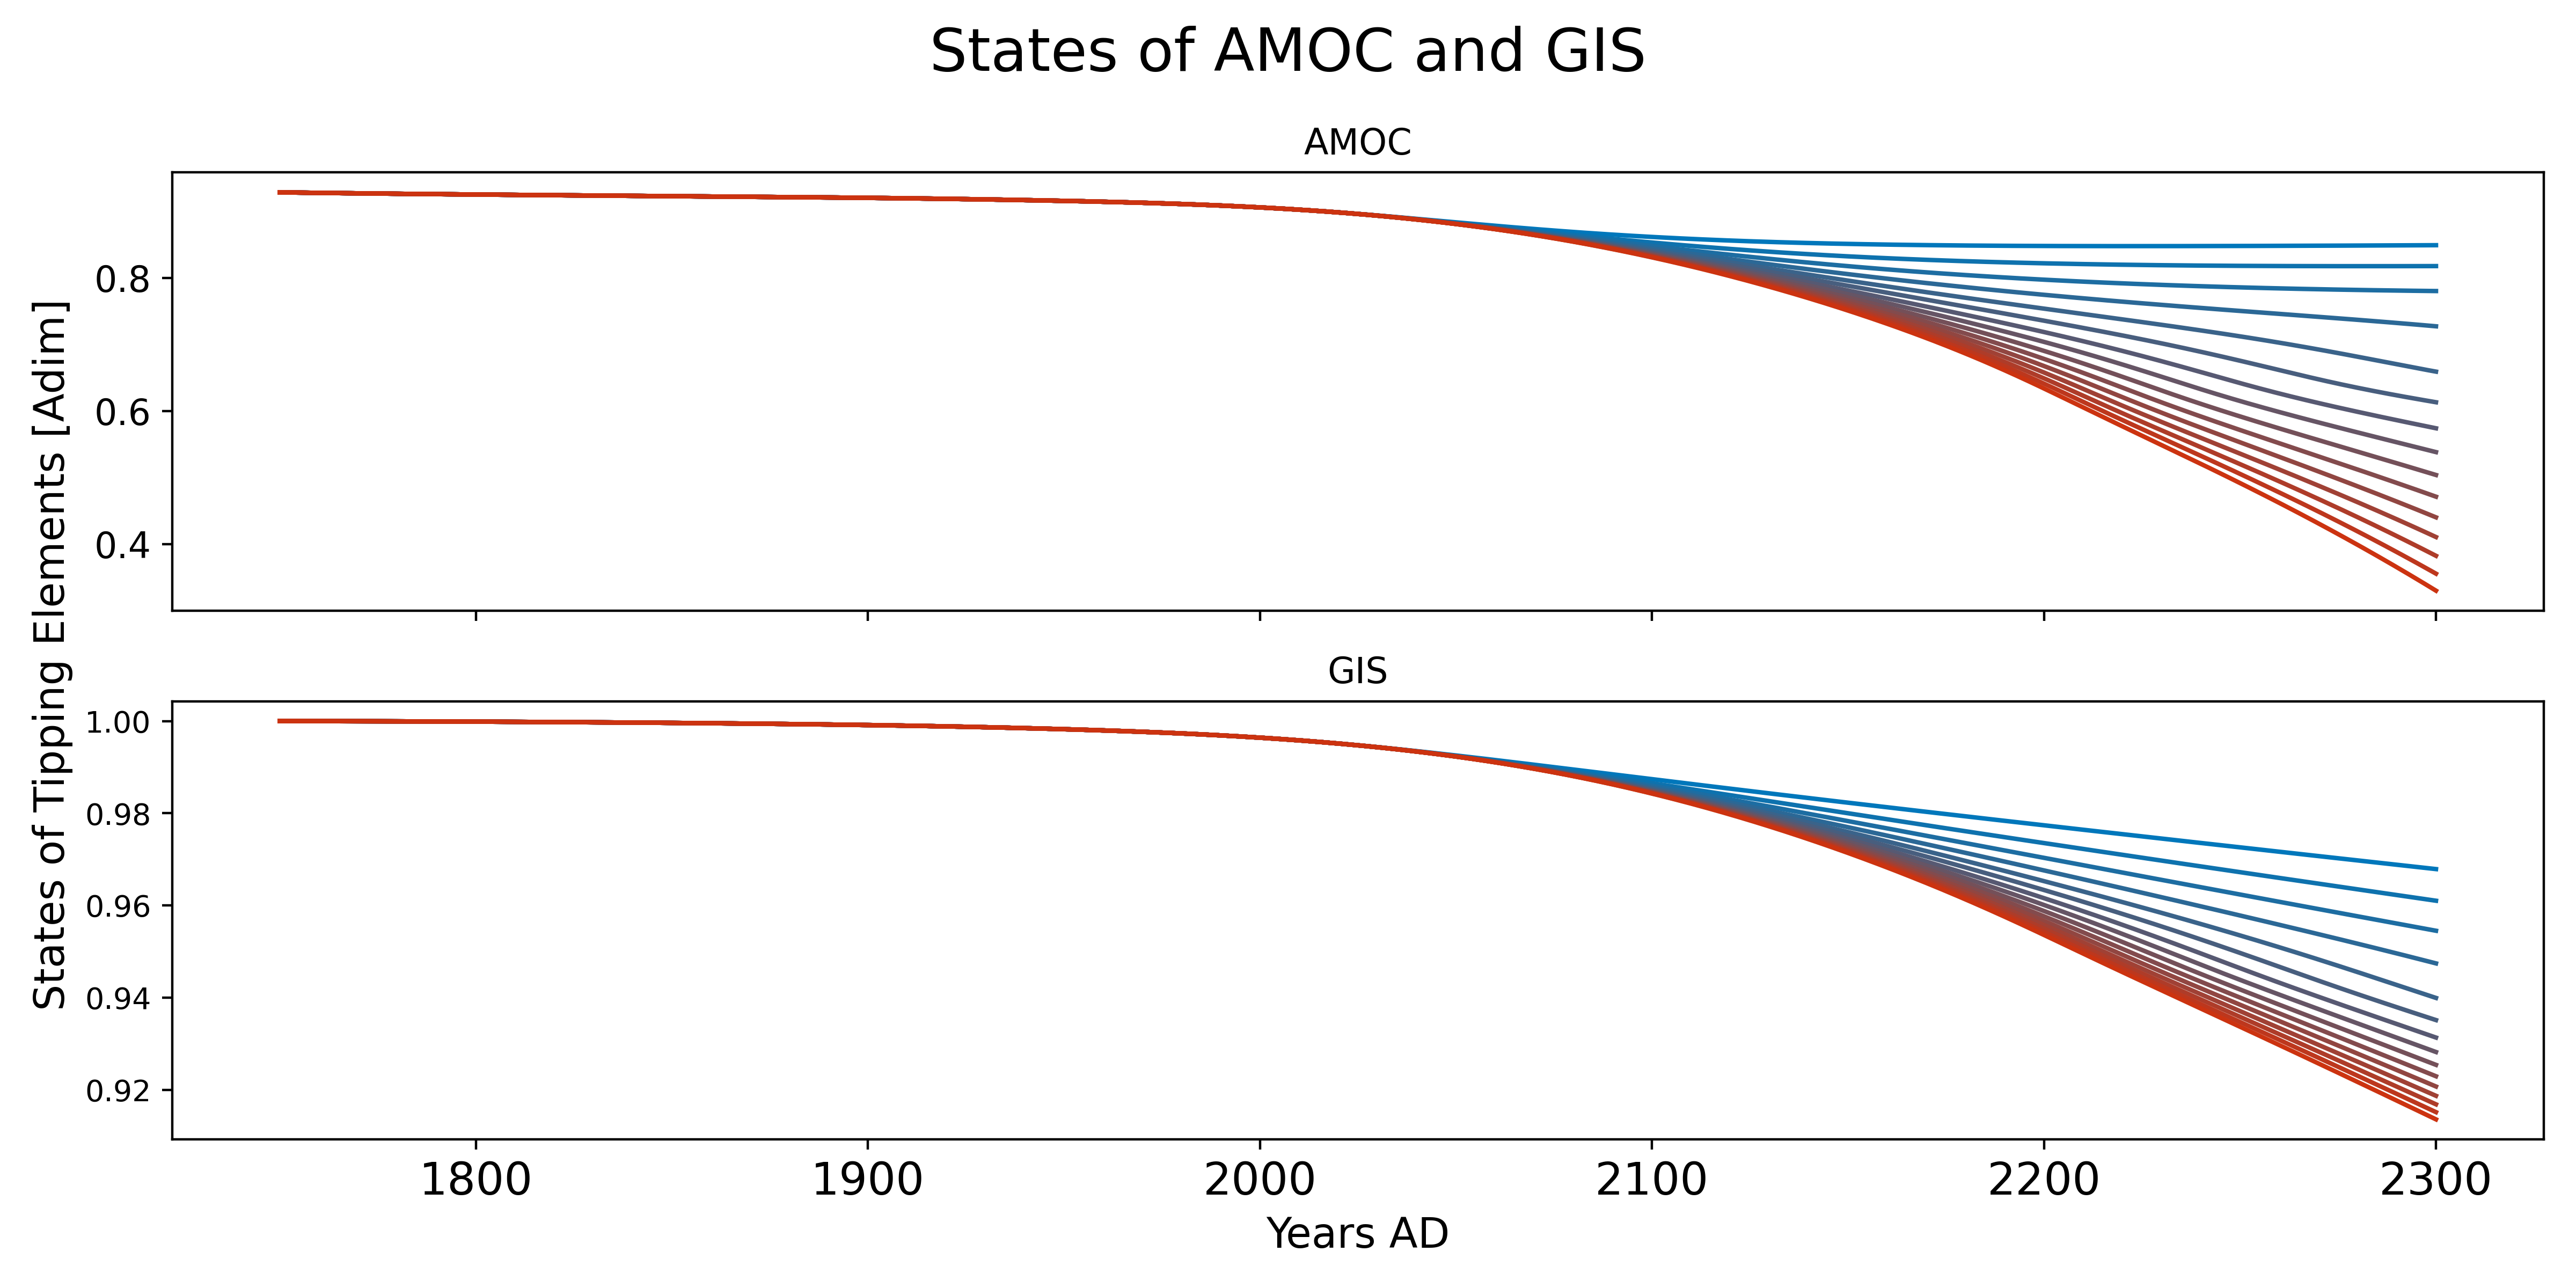 States of AMOC and GIS
AMOC
0.8
0.6
0.4
States of Tipping Elements [Adim]
GIS
1.00
0.98
0.96
0.94
0.92
1800 1900 2000 2100 2200 2300
Years AD